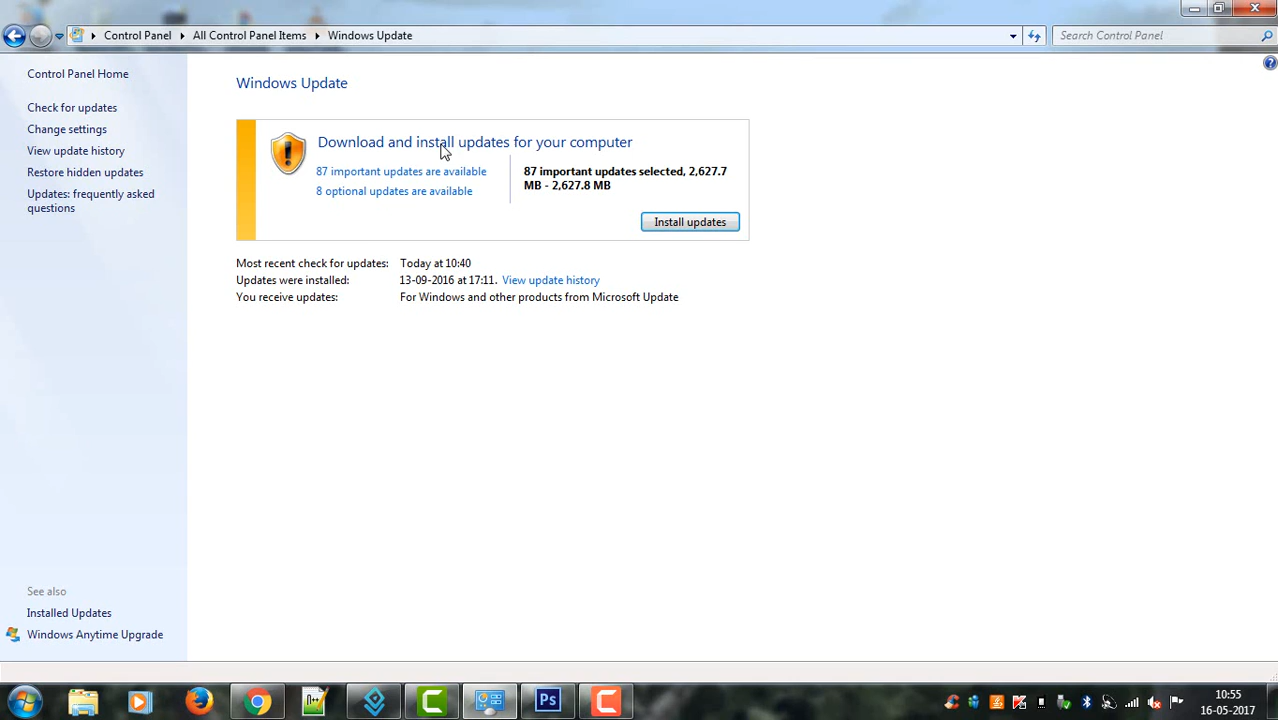 Control Panel
All Control Panel Items
Windows Update
Search Control Panel
Control Panel Home
Check for updates
Change settings
View update history
Restore hidden updates
Updates: frequently asked
questions
Windows Update
Download and install updates for your computer
87 important updates are available
8 optional updates are available
87 important updates selected, 2,627.7
MB - 2,627.8 MB
Install updates
Most recent check for updates: Today at 10:40
Updates were installed: 13-09-2016 at 17:11. View update history
You receive updates: For Windows and other products from Microsoft Update
See also
Installed Updates
Windows Anytime Upgrade
Ps
10:55
16-05-2017